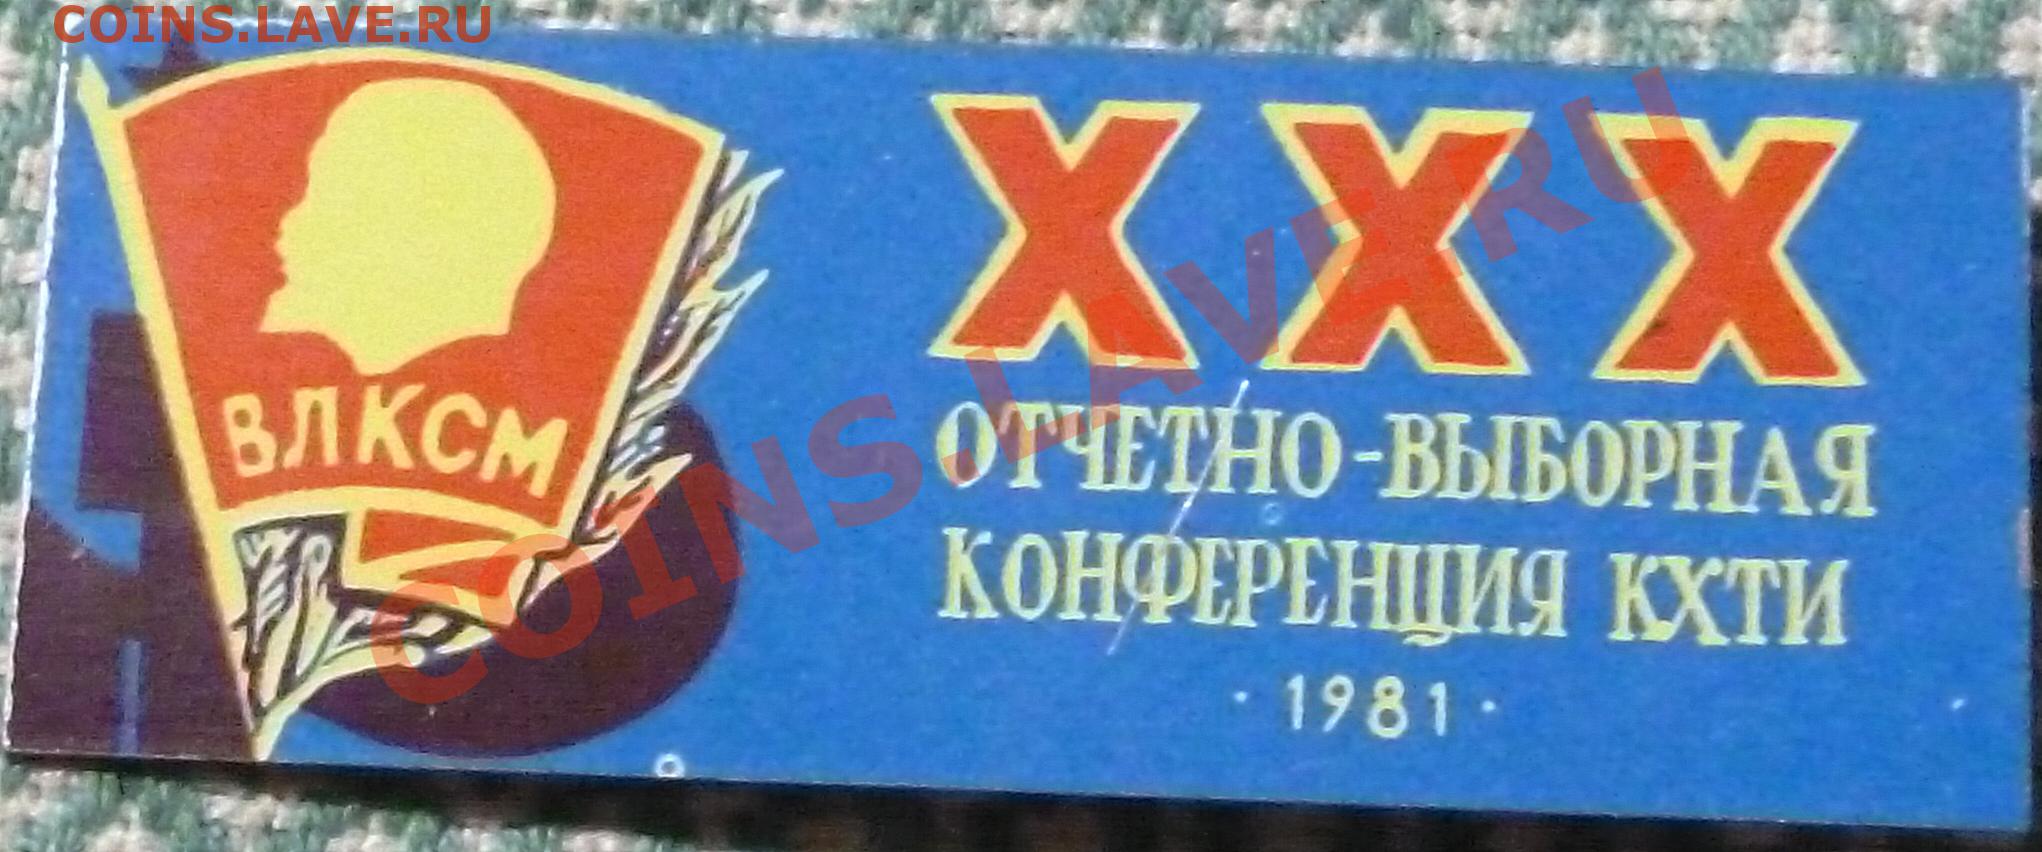 COINS.LAVE.RU
XXX
ВЛКСМ
ОТЧЕТНО-ВЫБОРНАЯ
КОНФЕРЕНЦИЯ КХТИ
· 1981 ·
COINS.LAVE.RU